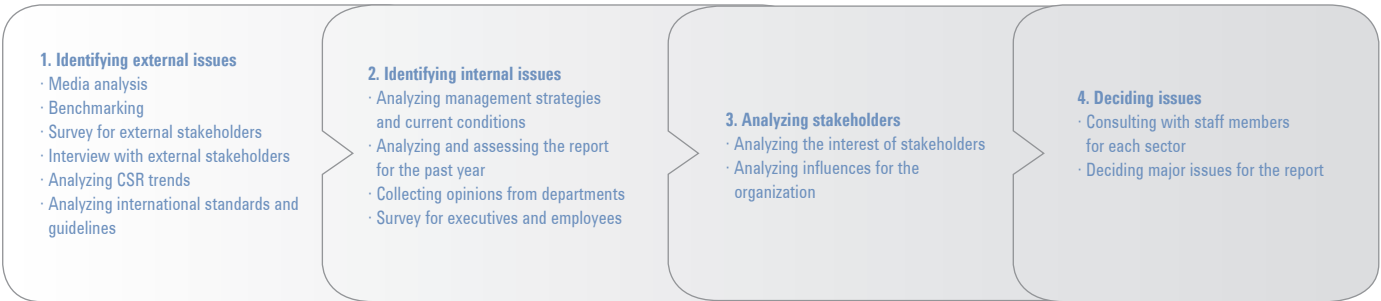 1. Identifying external issues
· Media analysis
· Benchmarking
· Survey for external stakeholders
· Interview with external stakeholders
· Analyzing CSR trends
· Analyzing international standards and
guidelines
2. Identifying internal issues
· Analyzing management strategies
and current conditions
· Analyzing and assessing the report
for the past year
· Collecting opinions from departments
· Survey for executives and employees
3. Analyzing stakeholders
· Analyzing the interest of stakeholders
· Analyzing influences for the
organization
4. Deciding issues
· Consulting with staff members
for each sector
· Deciding major issues for the report